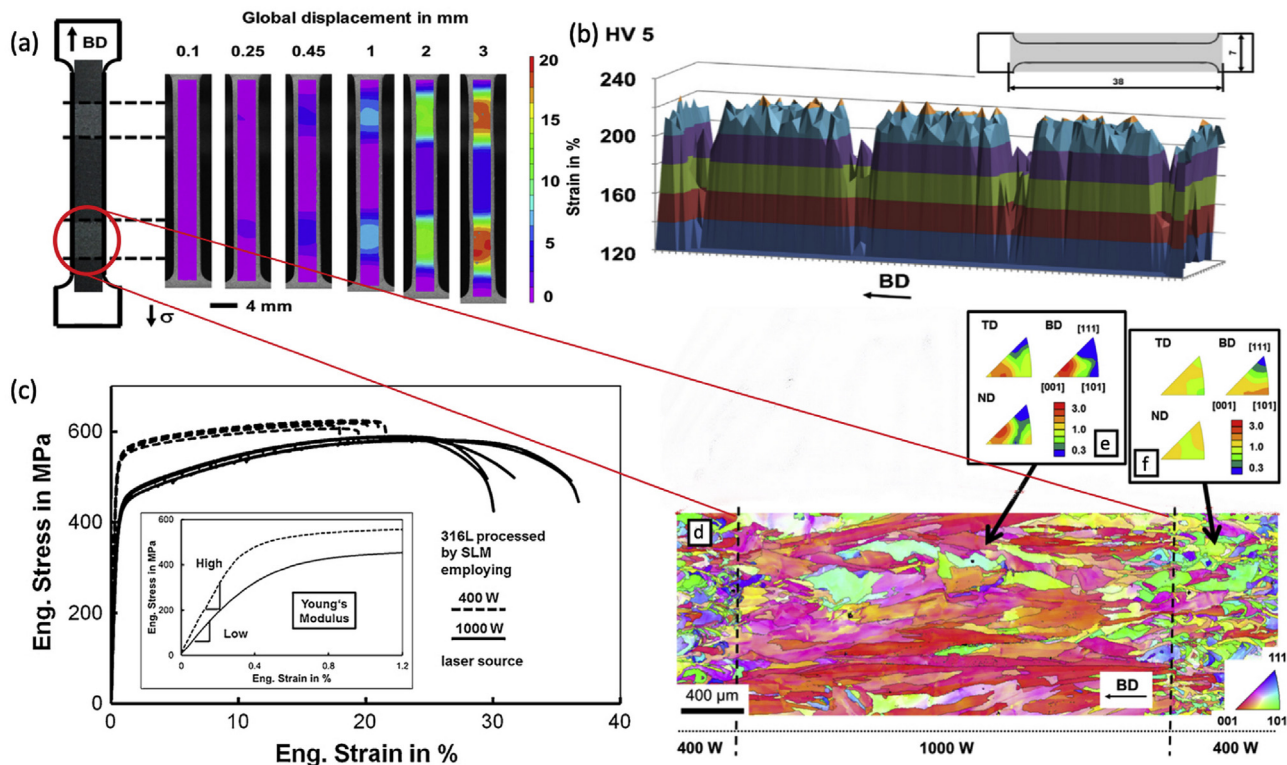 Global displacement in mm
(a)
BD
0.1 0.25 0.45 1 2 3
20
15
10
5
0
Strain in %
4 mm
σ
(b) HV 5
7
38
240
200
160
120
BD
(c)
Eng. Stress in MPa
600
400
200
0
0 10 20 30 40
Eng. Strain in %
Eng.Stress in MPa
600
400
200
0
0 0.4 0.8 1.2
Eng. Strain in %
High
Low
Young's
Modulus
316L processed
by SLM
employing
400 W
1000 W
laser source
TD BD [111]
[001] [101]
ND
3.0
1.0
0.3
e
TD BD [111]
[001] [101]
ND
3.0
1.0
0.3
f
d
400 µm
BD
111
001 101
400 W 1000 W 400 W